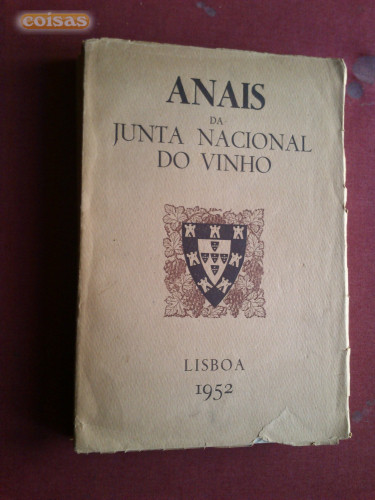 coisas
ANAIS
DA
JUNTA NACIONAL
DO VINHO
LISBOA
1952